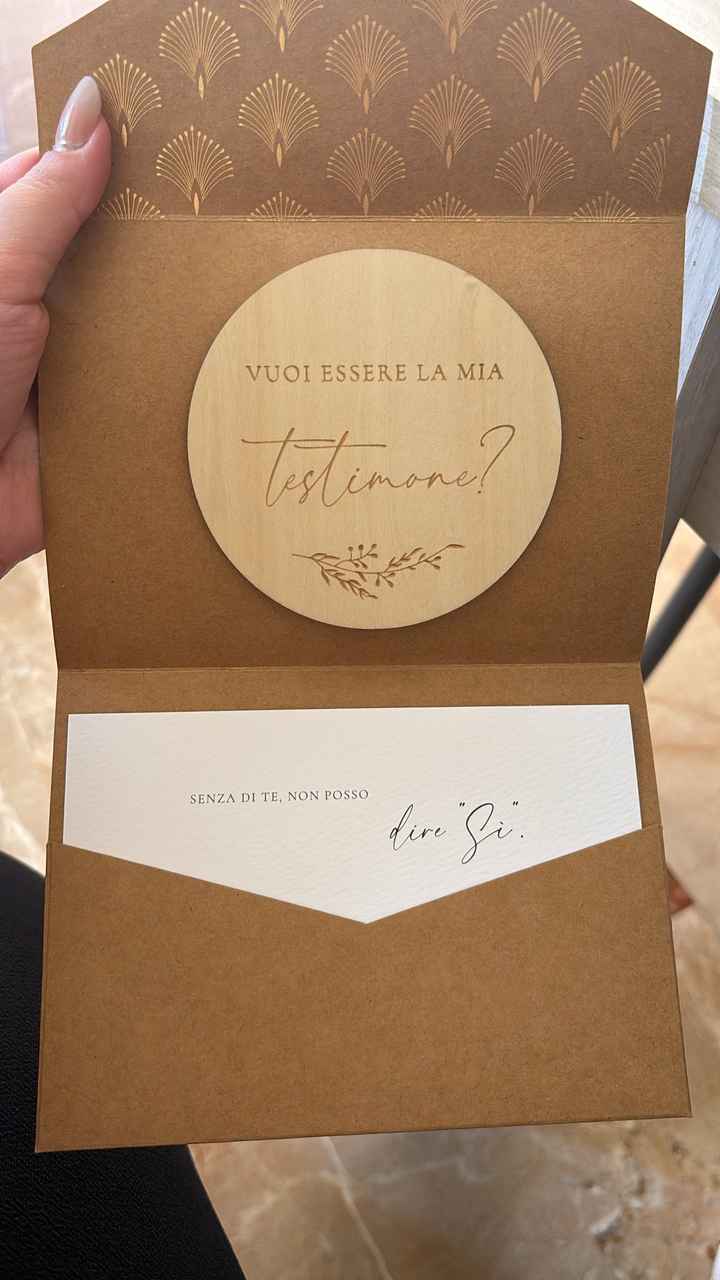 VUOI ESSERE LA MIA
testimone?
SENZA DI TE, NON POSSO
dire "Sì".